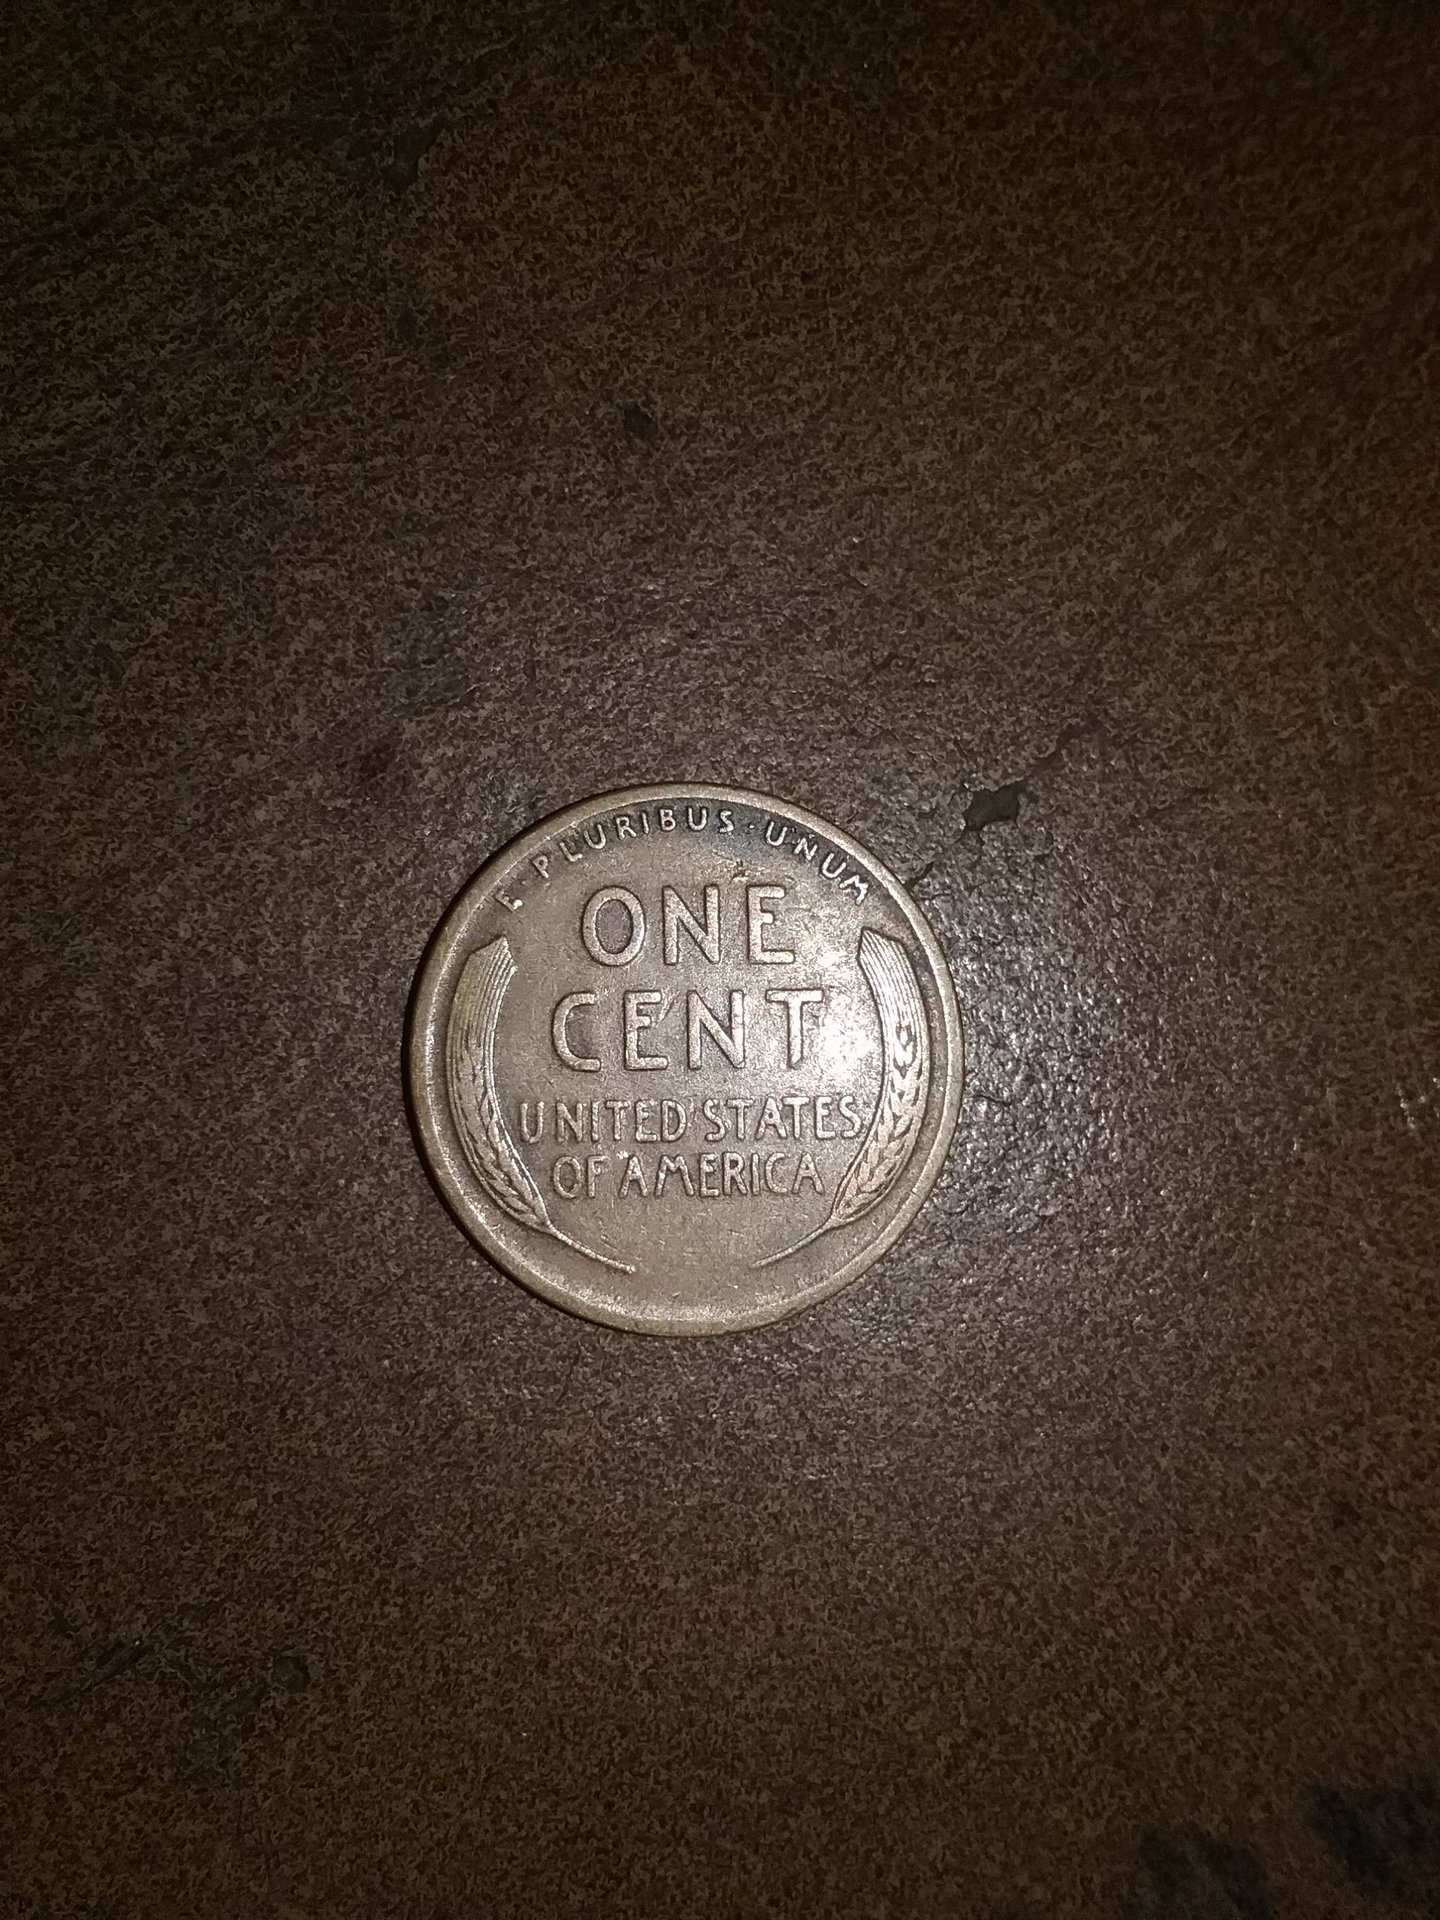 E · PLURIBUS · UNUM
ONE
CENT
UNITED STATES
OF AMERICA